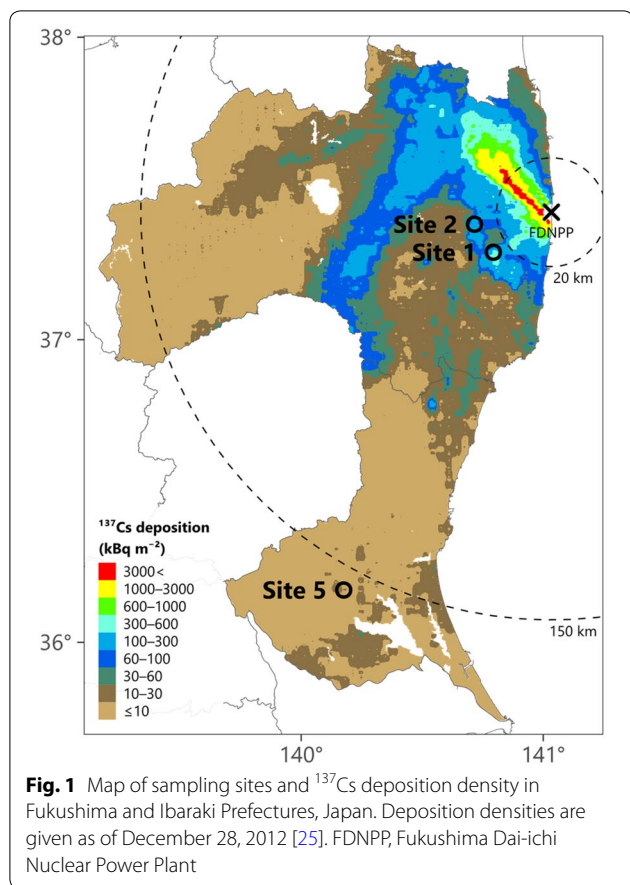 38°
37°
36°
140°
141°
FDNPP
Site 2
Site 1
20 km
Site 5
150 km
¹³⁷Cs deposition
(kBq m⁻²)
3000<
1000–3000
600–1000
300–600
100–300
60–100
30–60
10–30
≤10
Fig. 1 Map of sampling sites and ¹³⁷Cs deposition density in
Fukushima and Ibaraki Prefectures, Japan. Deposition densities are
given as of December 28, 2012 [25]. FDNPP, Fukushima Dai-ichi
Nuclear Power Plant